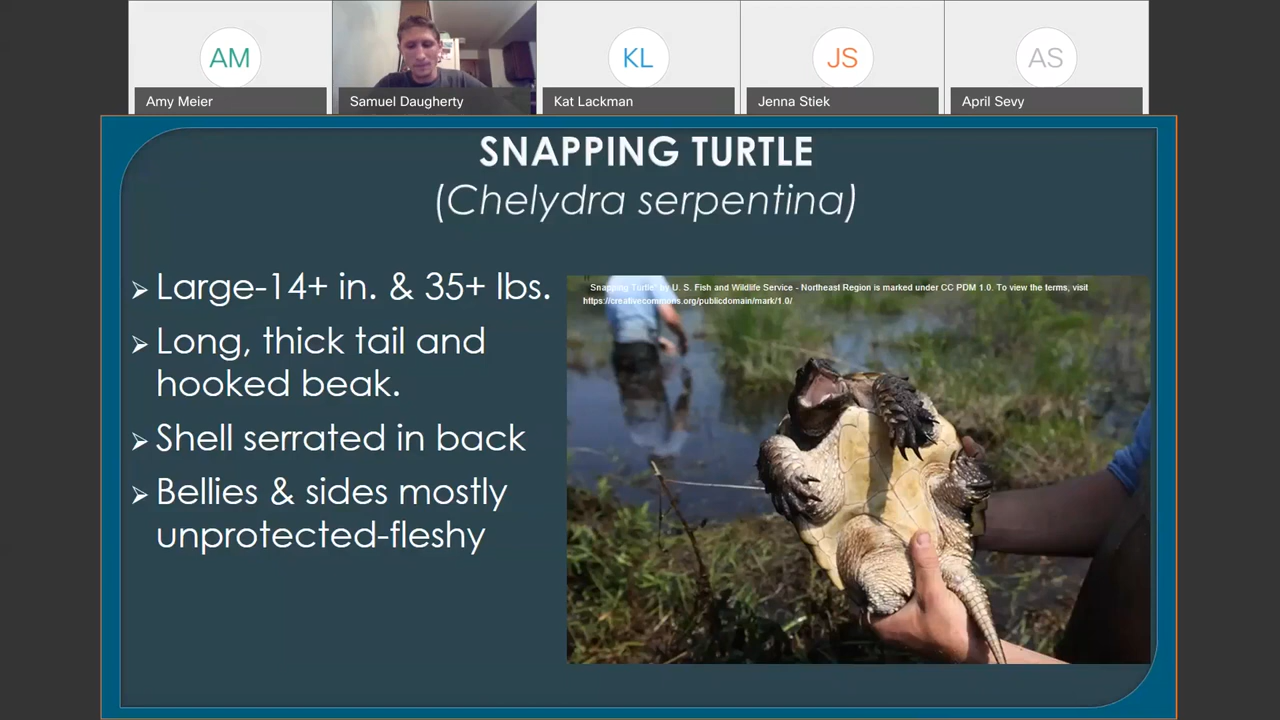 AM
KL
JS
AS
Amy Meier
Samuel Daugherty
Kat Lackman
Jenna Stiek
April Sevy
SNAPPING TURTLE
(Chelydra serpentina)
➢ Large-14+ in. & 35+ lbs.
➢ Long, thick tail and
hooked beak.
➢ Shell serrated in back
➢ Bellies & sides mostly
unprotected-fleshy
"
Snapping Turtle" by U. S. Fish and Wildlife Service - Northeast Region is marked under CC PDM 1.0. To view the terms, visit
https://creativecommons.org/publicdomain/mark/1.0/